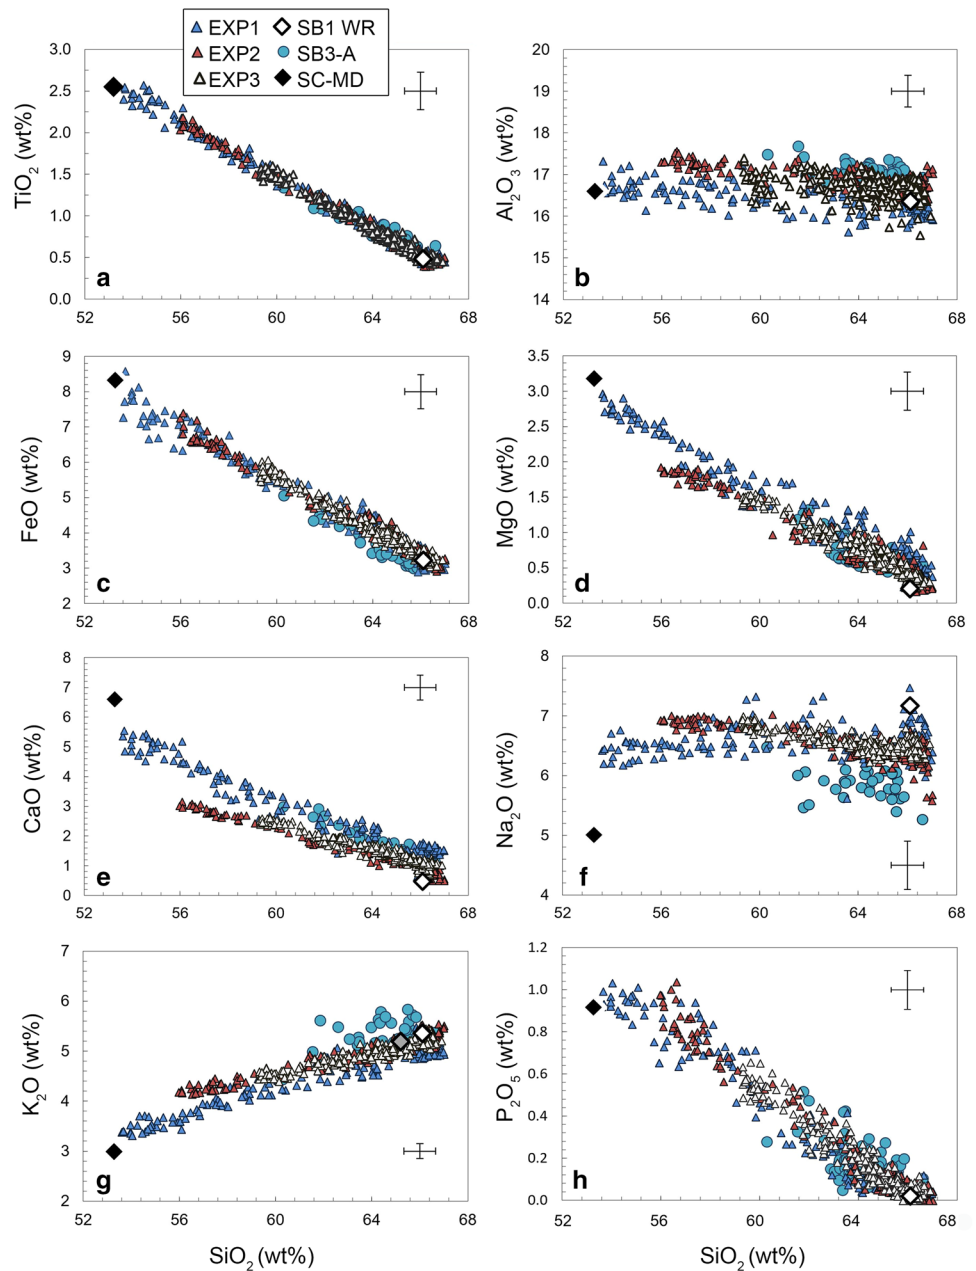 EXP1 SB1 WR
EXP2 SB3-A
EXP3 SC-MD
3.0
2.5
2.0
1.5
1.0
0.5
0.0
TiO2 (wt%)
a
52 56 60 64 68
20
19
18
17
16
15
14
Al2O3 (wt%)
b
52 56 60 64 68
9
8
7
6
5
4
3
2
FeO (wt%)
c
52 56 60 64 68
3.5
3.0
2.5
2.0
1.5
1.0
0.5
0.0
MgO (wt%)
d
52 56 60 64 68
8
7
6
5
4
3
2
1
0
CaO (wt%)
e
52 56 60 64 68
8
7
6
5
4
Na2O (wt%)
f
52 56 60 64 68
7
6
5
4
3
2
K2O (wt%)
g
52 56 60 64 68
SiO2 (wt%)
1.2
1.0
0.8
0.6
0.4
0.2
0.0
P2O5 (wt%)
h
52 56 60 64 68
SiO2 (wt%)